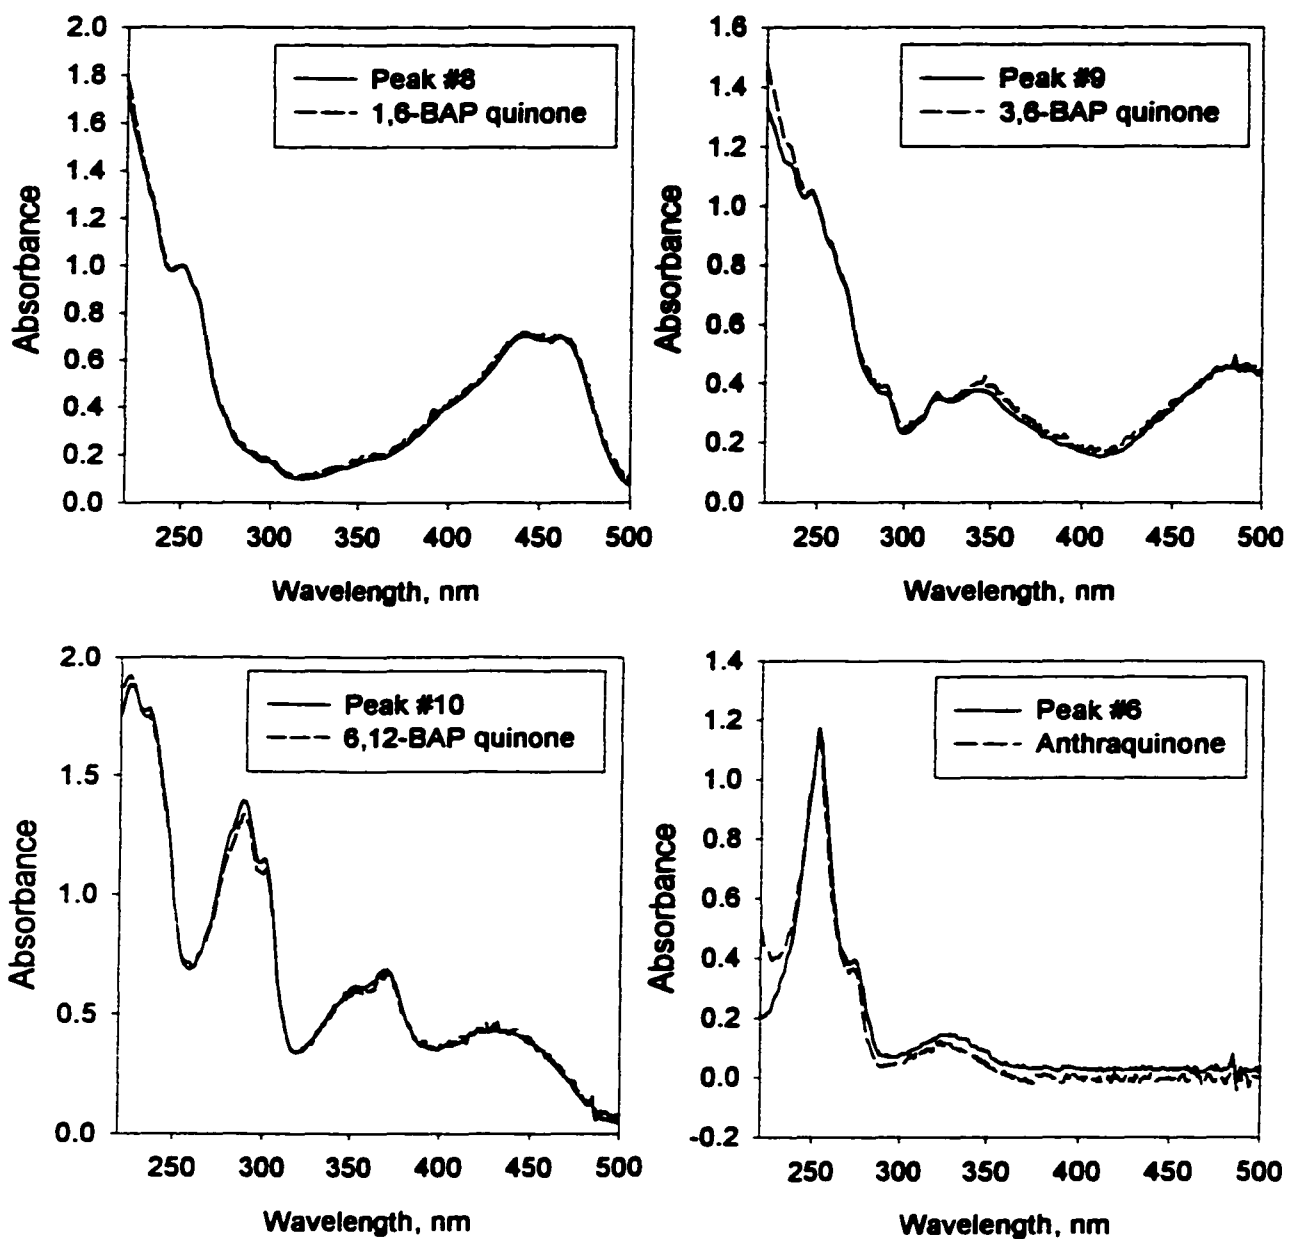 2.0
1.8
1.6
1.4
1.2
1.0
0.8
0.6
0.4
0.2
0.0
Absorbance
Peak #8
1,6-BAP quinone
250 300 350 400 450 500
Wavelength, nm
1.6
1.4
1.2
1.0
0.8
0.6
0.4
0.2
0.0
Absorbance
Peak #9
3,6-BAP quinone
250 300 350 400 450 500
Wavelength, nm
2.0
1.5
1.0
0.5
0.0
Absorbance
Peak #10
6,12-BAP quinone
250 300 350 400 450 500
Wavelength, nm
1.4
1.2
1.0
0.8
0.6
0.4
0.2
0.0
-0.2
Absorbance
Peak #6
Anthraquinone
250 300 350 400 450 500
Wavelength, nm